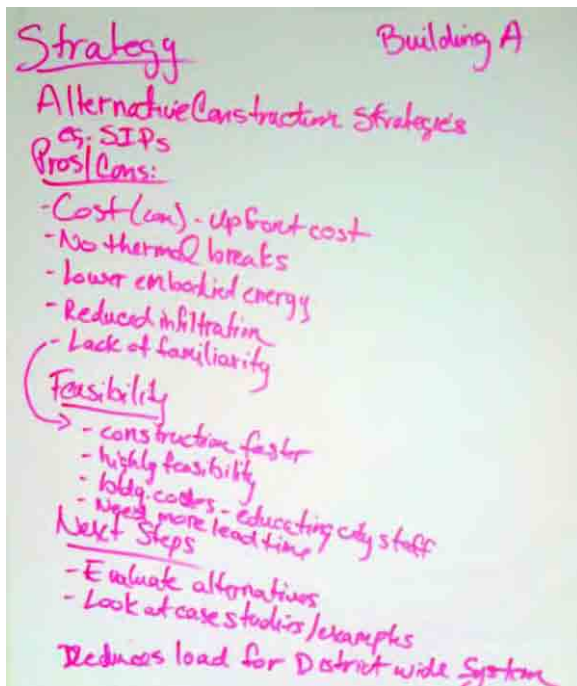 Strategy Building A
Alternative Construction Strategies
eg. SIPs
Pros/Cons:
- Cost (con) - Upfront cost
- No thermal breaks
- Lower embodied energy
- Reduced infiltration
- Lack of familiarity
Feasibility
- construction faster
- highly feasibility
- bldg. codes - educating city staff
- Need more lead time
Next Steps
- Evaluate alternatives
- Look at case studies/examples
Reduces load for District wide System